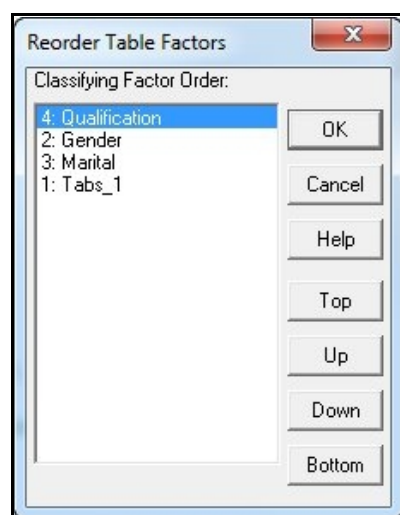 Reorder Table Factors
Classifying Factor Order:
4: Qualification
2: Gender
3: Marital
1: Tabs_1
OK
Cancel
Help
Top
Up
Down
Bottom